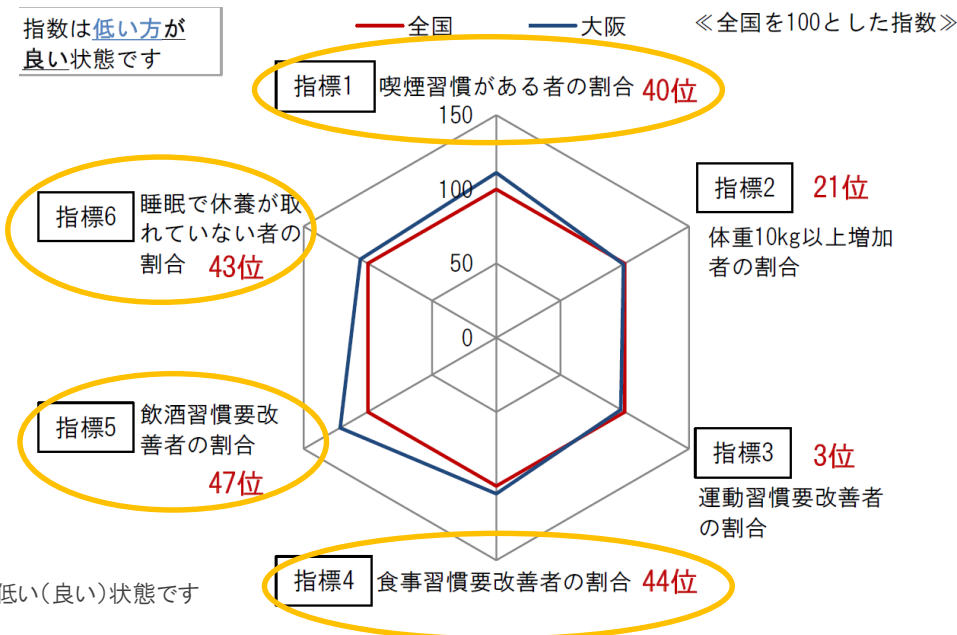 指数は低い方が
良い状態です
全国
大阪
≪全国を100とした指数≫
指標1
喫煙習慣がある者の割合
40位
150
100
50
0
指標2
21位
体重10kg以上増加
者の割合
指標6
睡眠で休養が取
れていない者の
割合
43位
指標5
飲酒習慣要改
善者の割合
47位
指標3
3位
運動習慣要改善者
の割合
指標4
食事習慣要改善者の割合
44位
低い(良い)状態です